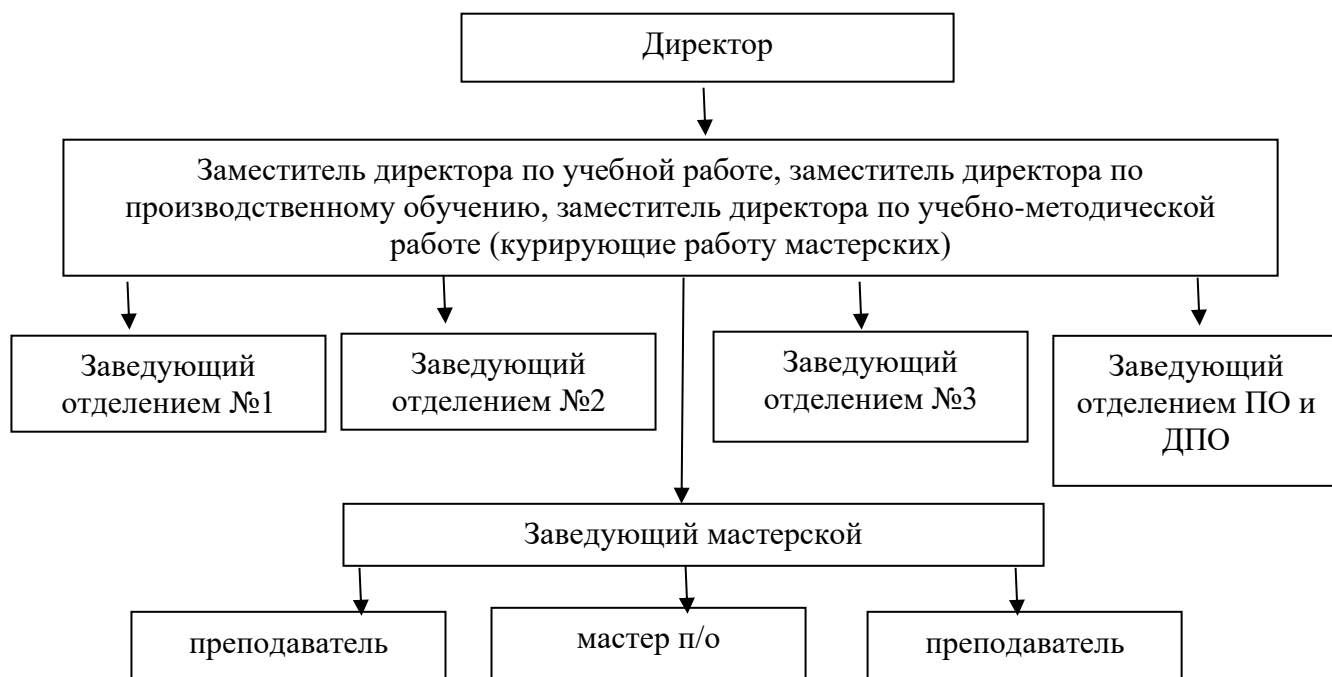 Директор
Заместитель директора по учебной работе, заместитель директора по
производственному обучению, заместитель директора по учебно-методической
работе (курирующие работу мастерских)
Заведующий
отделением №1
Заведующий
отделением №2
Заведующий
отделением №3
Заведующий
отделением ПО и
ДПО
Заведующий мастерской
преподаватель
мастер п/о
преподаватель